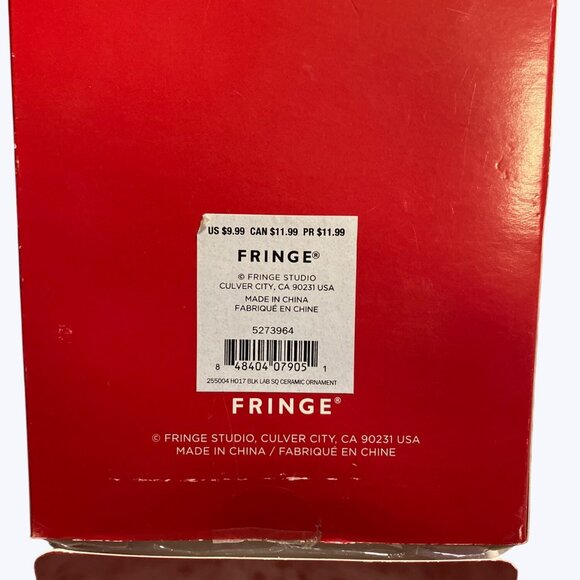 US $9.99 CAN $11.99 PR $11.99
FRINGE®
© FRINGE STUDIO
CULVER CITY, CA 90231 USA
MADE IN CHINA
FABRIQUÉ EN CHINE
5273964
8 48404 07905 1
255004 HO17 BLK LAB SQ CERAMIC ORNAMENT
FRINGE®
© FRINGE STUDIO, CULVER CITY, CA 90231 USA
MADE IN CHINA / FABRIQUÉ EN CHINE